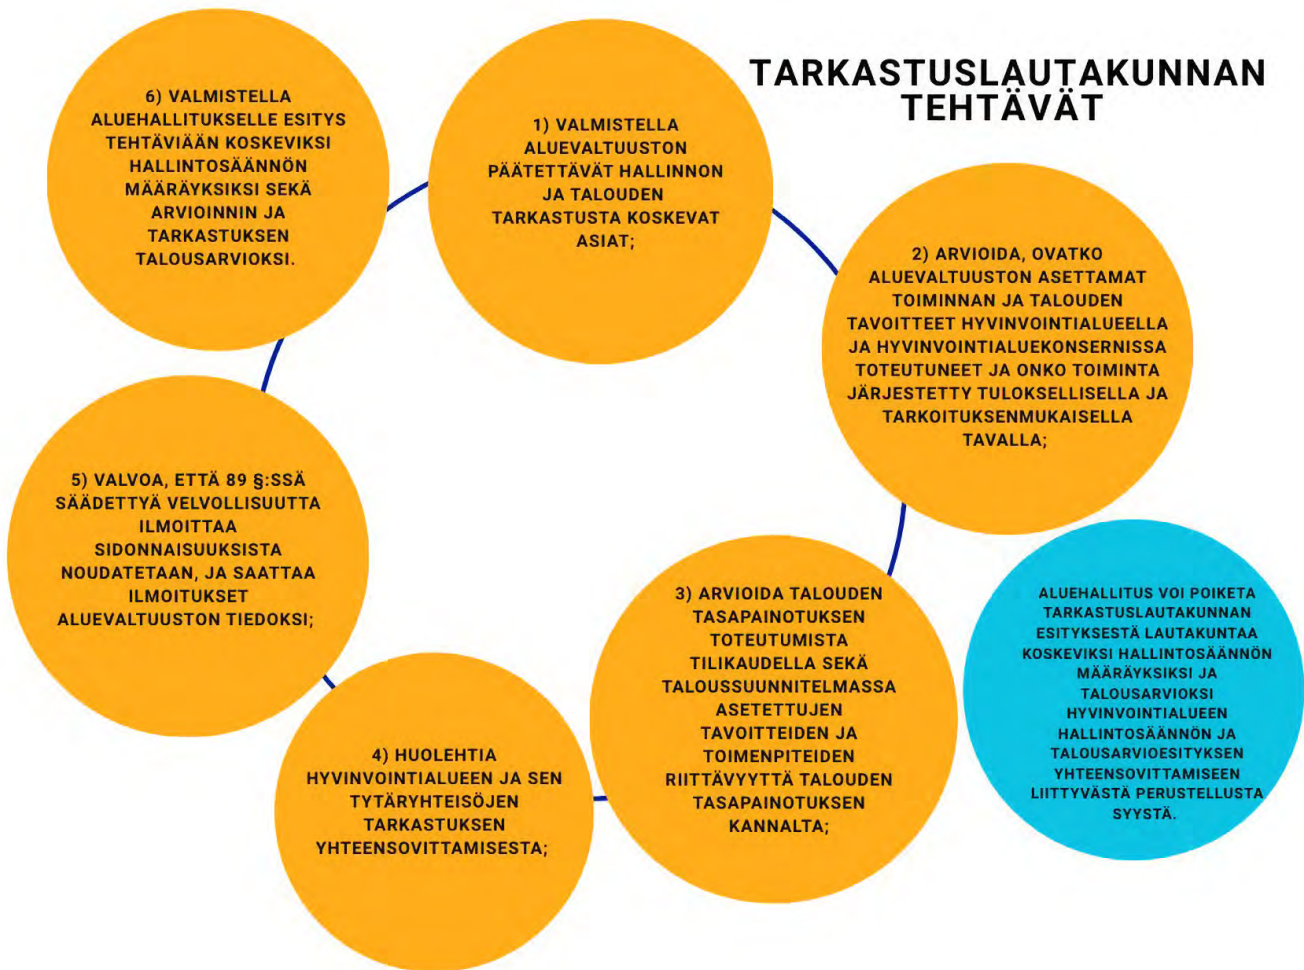 TARKASTUSLAUTAKUNNAN
TEHTÄVÄT
1) VALMISTELLA
ALUEVALTUUSTON
PÄÄTETTÄVÄT HALLINNON
JA TALOUDEN
TARKASTUSTA KOSKEVAT
ASIAT;
2) ARVIOIDA, OVATKO
ALUEVALTUUSTON ASETTAMAT
TOIMINNAN JA TALOUDEN
TAVOITTEET HYVINVOINTIALUEELLA
JA HYVINVOINTIALUEKONSERNISSA
TOTEUTUNEET JA ONKO TOIMINTA
JÄRJESTETTY TULOKSELLISELLA JA
TARKOITUKSENMUKAISELLA
TAVALLA;
3) ARVIOIDA TALOUDEN
TASAPAINOTUKSEN
TOTEUTUMISTA
TILIKAUDELLA SEKÄ
TALOUSSUUNNITELMASSA
ASETETTUJEN
TAVOITTEIDEN JA
TOIMENPITEIDEN
RIITTÄVYYTTÄ TALOUDEN
TASAPAINOTUKSEN
KANNALTA;
4) HUOLEHTIA
HYVINVOINTIALUEEN JA SEN
TYTÄRYHTEISÖJEN
TARKASTUKSEN
YHTEENSOVITTAMISESTA;
5) VALVOA, ETTÄ 89 §:SSÄ
SÄÄDETTYÄ VELVOLLISUUTTA
ILMOITTAA
SIDONNAISUUKSISTA
NOUDATETAAN, JA SAATTAA
ILMOITUKSET
ALUEVALTUUSTON TIEDOKSI;
6) VALMISTELLA
ALUEHALLITUKSELLE ESITYS
TEHTÄVIÄÄN KOSKEVIKSI
HALLINTOSÄÄNNÖN
MÄÄRÄYKSIKSI SEKÄ
ARVIOINNIN JA
TARKASTUKSEN
TALOUSARVIOKSI.
ALUEHALLITUS VOI POIKETA
TARKASTUSLAUTAKUNNAN
ESITYKSESTÄ LAUTAKUNTAA
KOSKEVIKSI HALLINTOSÄÄNNÖN
MÄÄRÄYKSIKSI JA
TALOUSARVIOKSI
HYVINVOINTIALUEEN
HALLINTOSÄÄNNÖN JA
TALOUSARVIOESITYKSEN
YHTEENSOVITTAMISEEN
LIITTYVÄSTÄ PERUSTELLUSTA
SYYSTÄ.